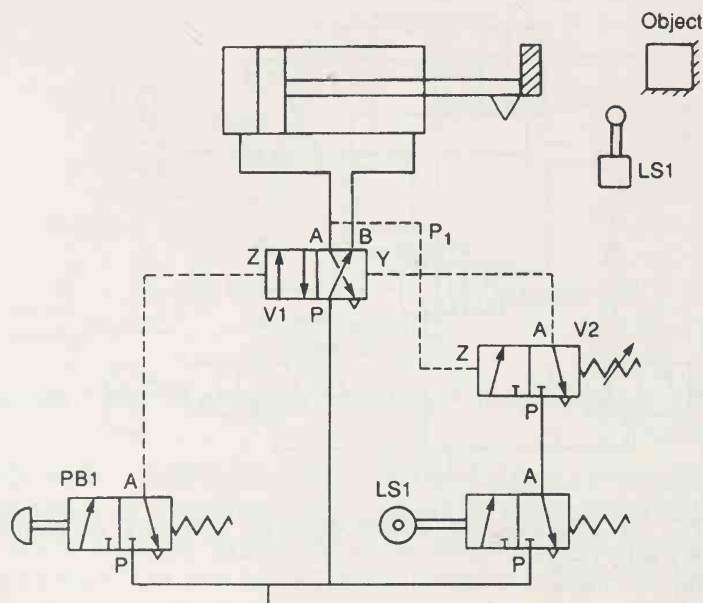 Object
LS1
A B P1
Z Y
V1 P
A V2
Z
P
PB1 A
LS1 A
P
P